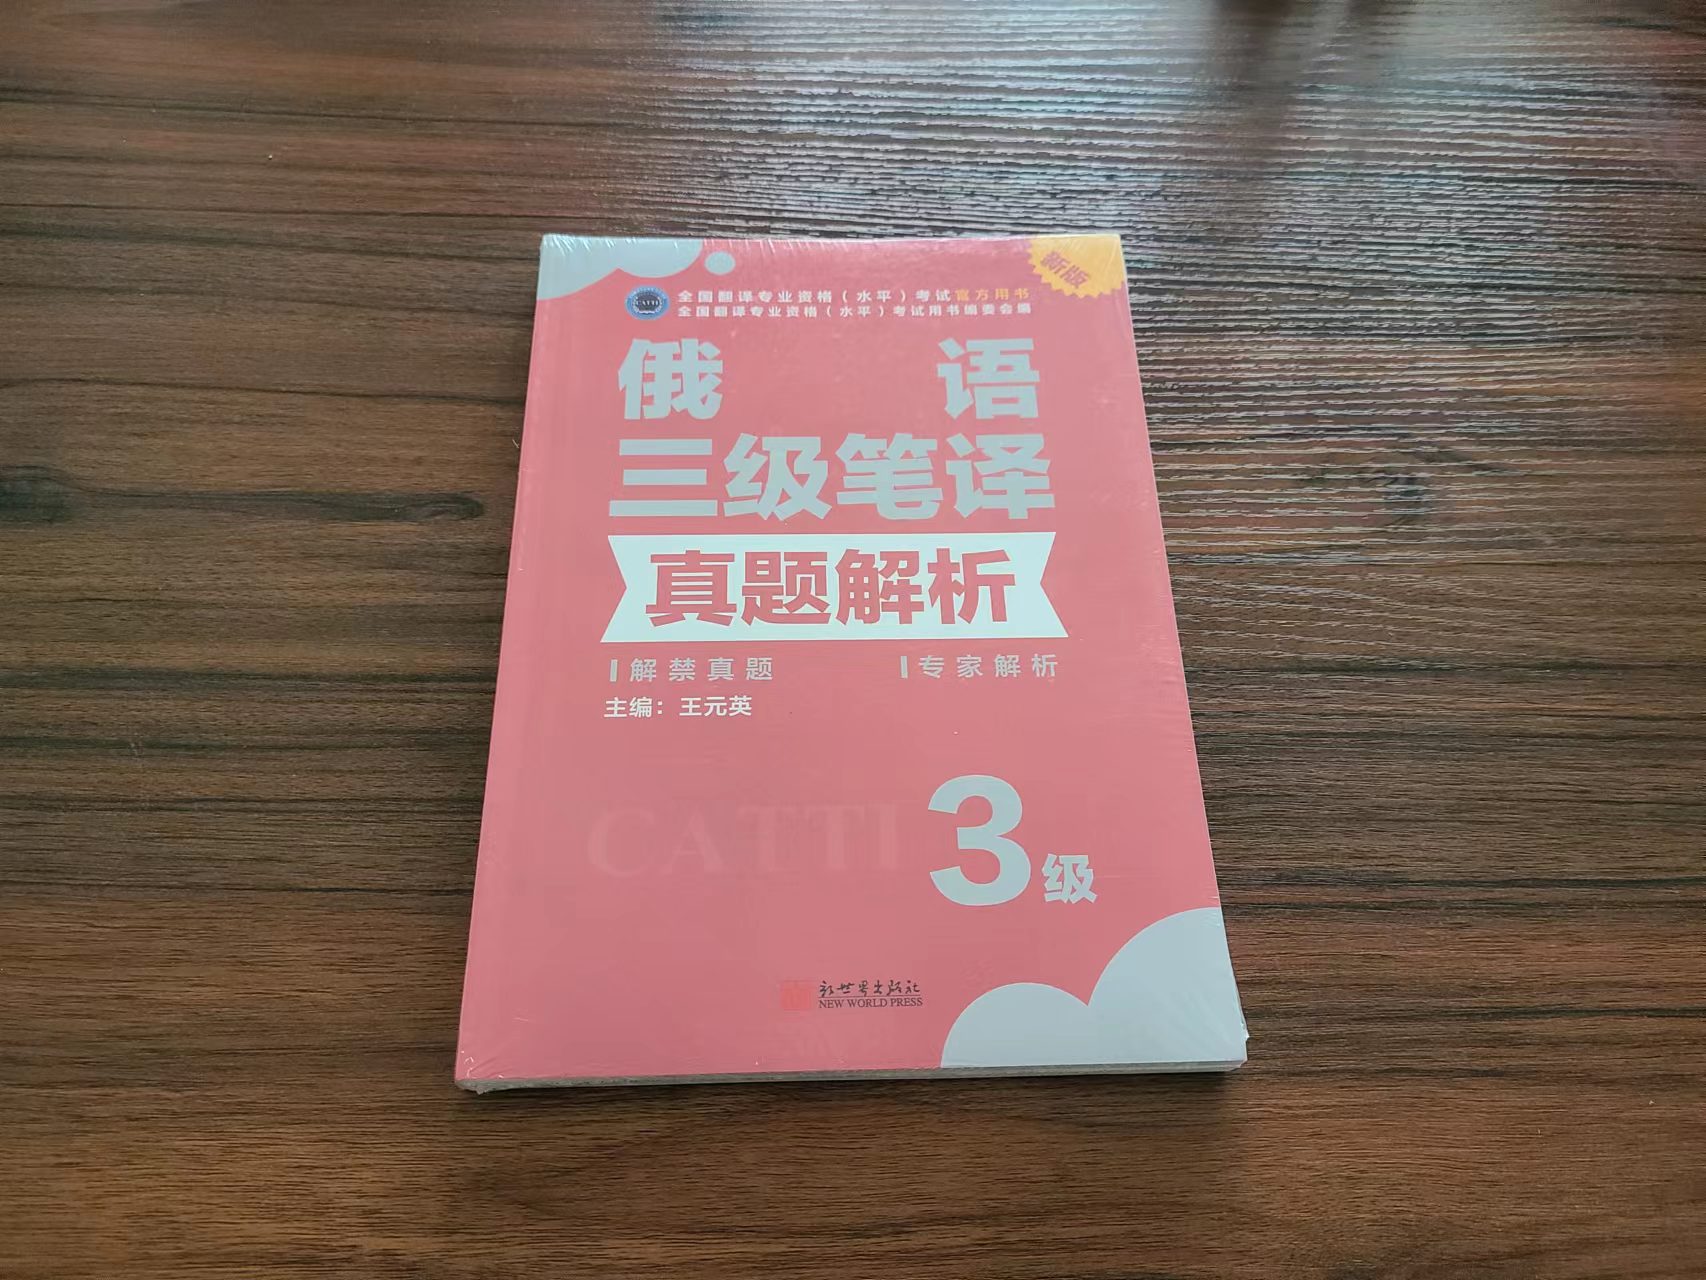 新版
CATTI
全国翻译专业资格（水平）考试官方用书
全国翻译专业资格（水平）考试用书编委会编
俄语
三级笔译
真题解析
解禁真题 专家解析
主编：王元英
CATTI 3级
新世界出版社
NEW WORLD PRESS